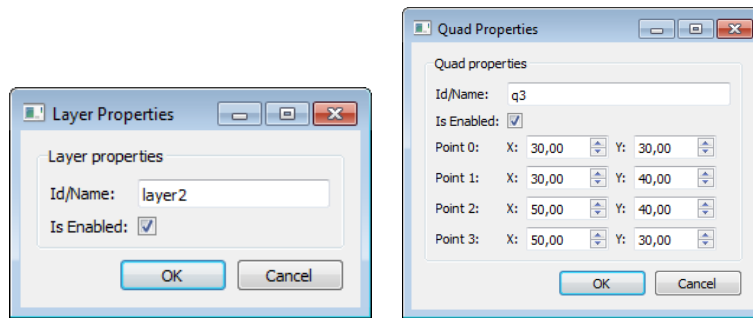 Layer Properties
Layer properties
Id/Name: layer2
Is Enabled:
OK Cancel
Quad Properties
Quad properties
Id/Name: q3
Is Enabled:
Point 0: X: 30,00 Y: 30,00
Point 1: X: 30,00 Y: 40,00
Point 2: X: 50,00 Y: 40,00
Point 3: X: 50,00 Y: 30,00
OK Cancel